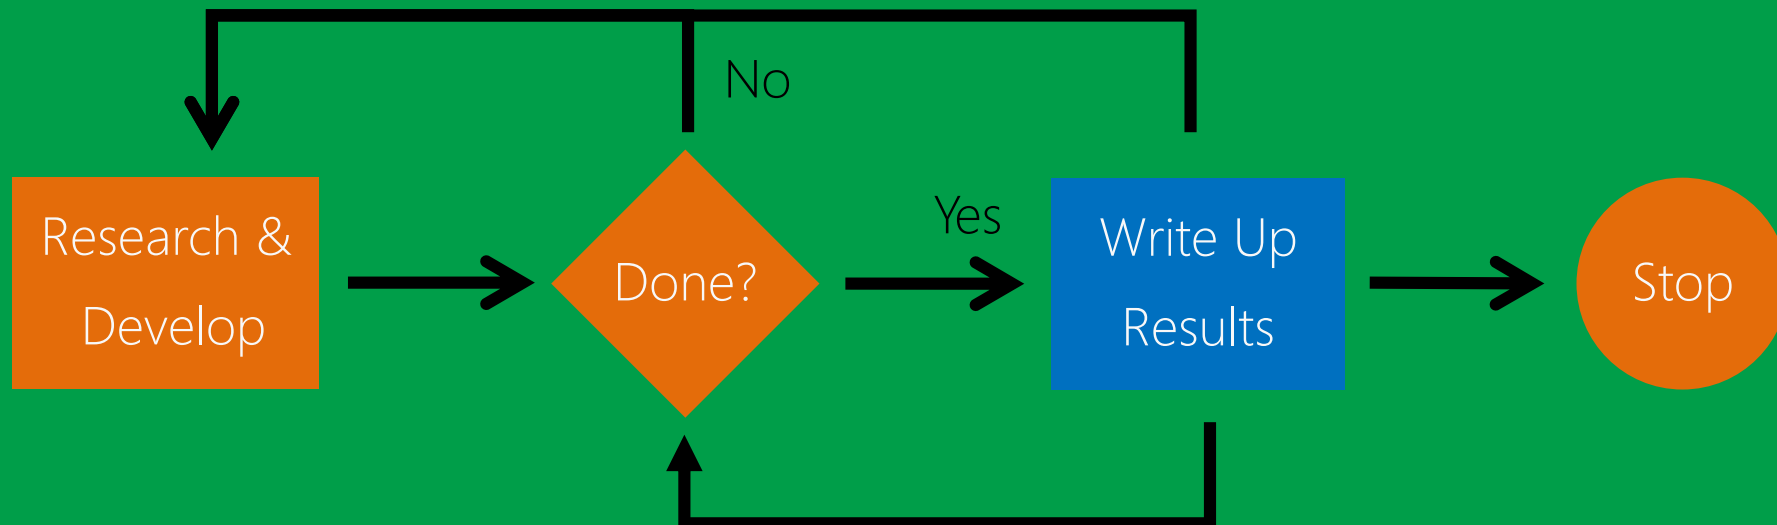 No
Yes
Research &
Develop
Done?
Write Up
Results
Stop